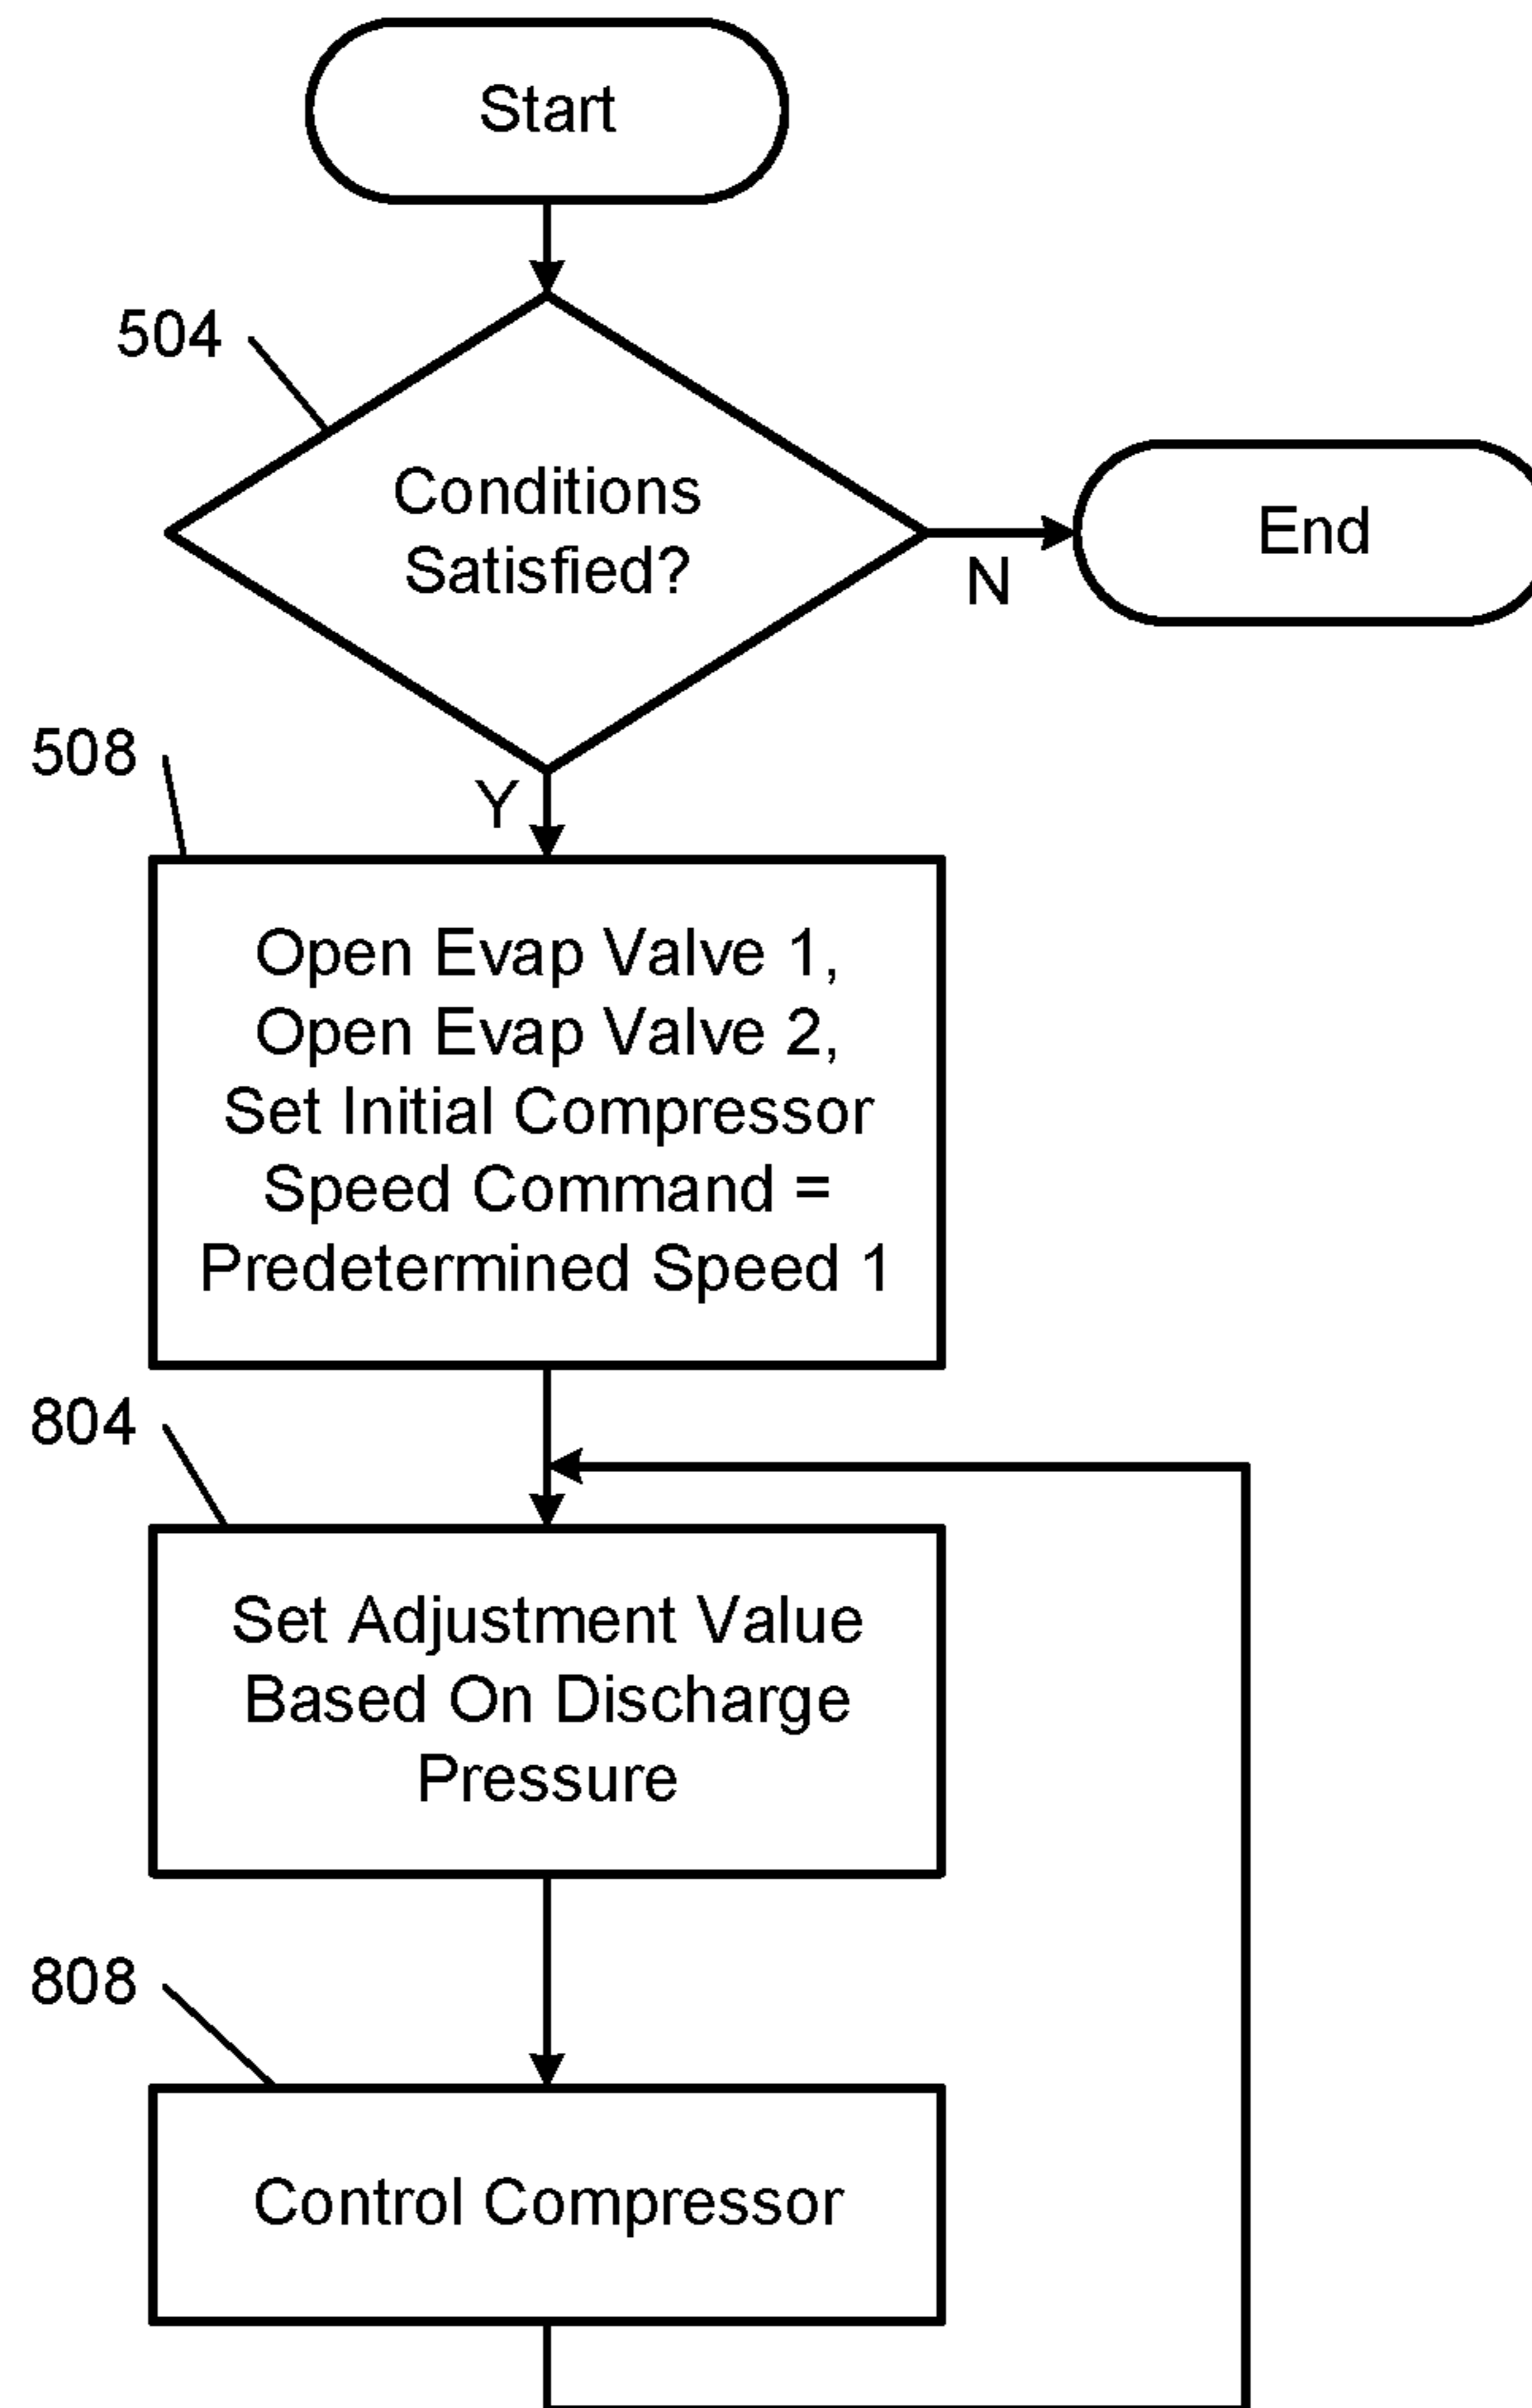 Start
504
Conditions
Satisfied?
N
End
Y
508
Open Evap Valve 1,
Open Evap Valve 2,
Set Initial Compressor
Speed Command =
Predetermined Speed 1
804
Set Adjustment Value
Based On Discharge
Pressure
808
Control Compressor